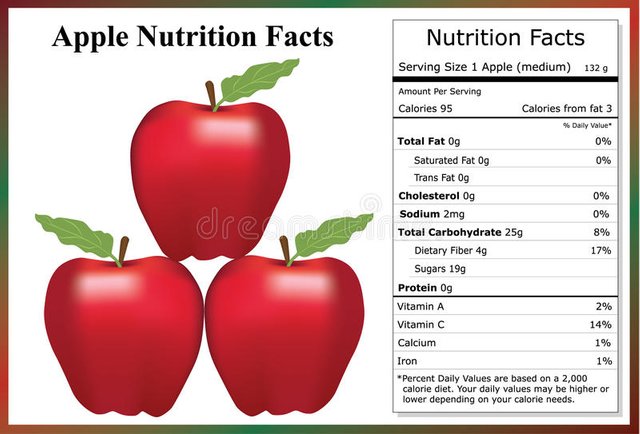 Apple Nutrition Facts
Nutrition Facts
Serving Size 1 Apple (medium) 132 g
Amount Per Serving
Calories 95 Calories from fat 3
% Daily Value*
Total Fat 0g 0%
Saturated Fat 0g 0%
Trans Fat 0g
Cholesterol 0g 0%
Sodium 2mg 0%
Total Carbohydrate 25g 8%
Dietary Fiber 4g 17%
Sugars 19g
Protein 0g
Vitamin A 2%
Vitamin C 14%
Calcium 1%
Iron 1%
*Percent Daily Values are based on a 2,000
calorie diet. Your daily values may be higher or
lower depending on your calorie needs.
dreamstime